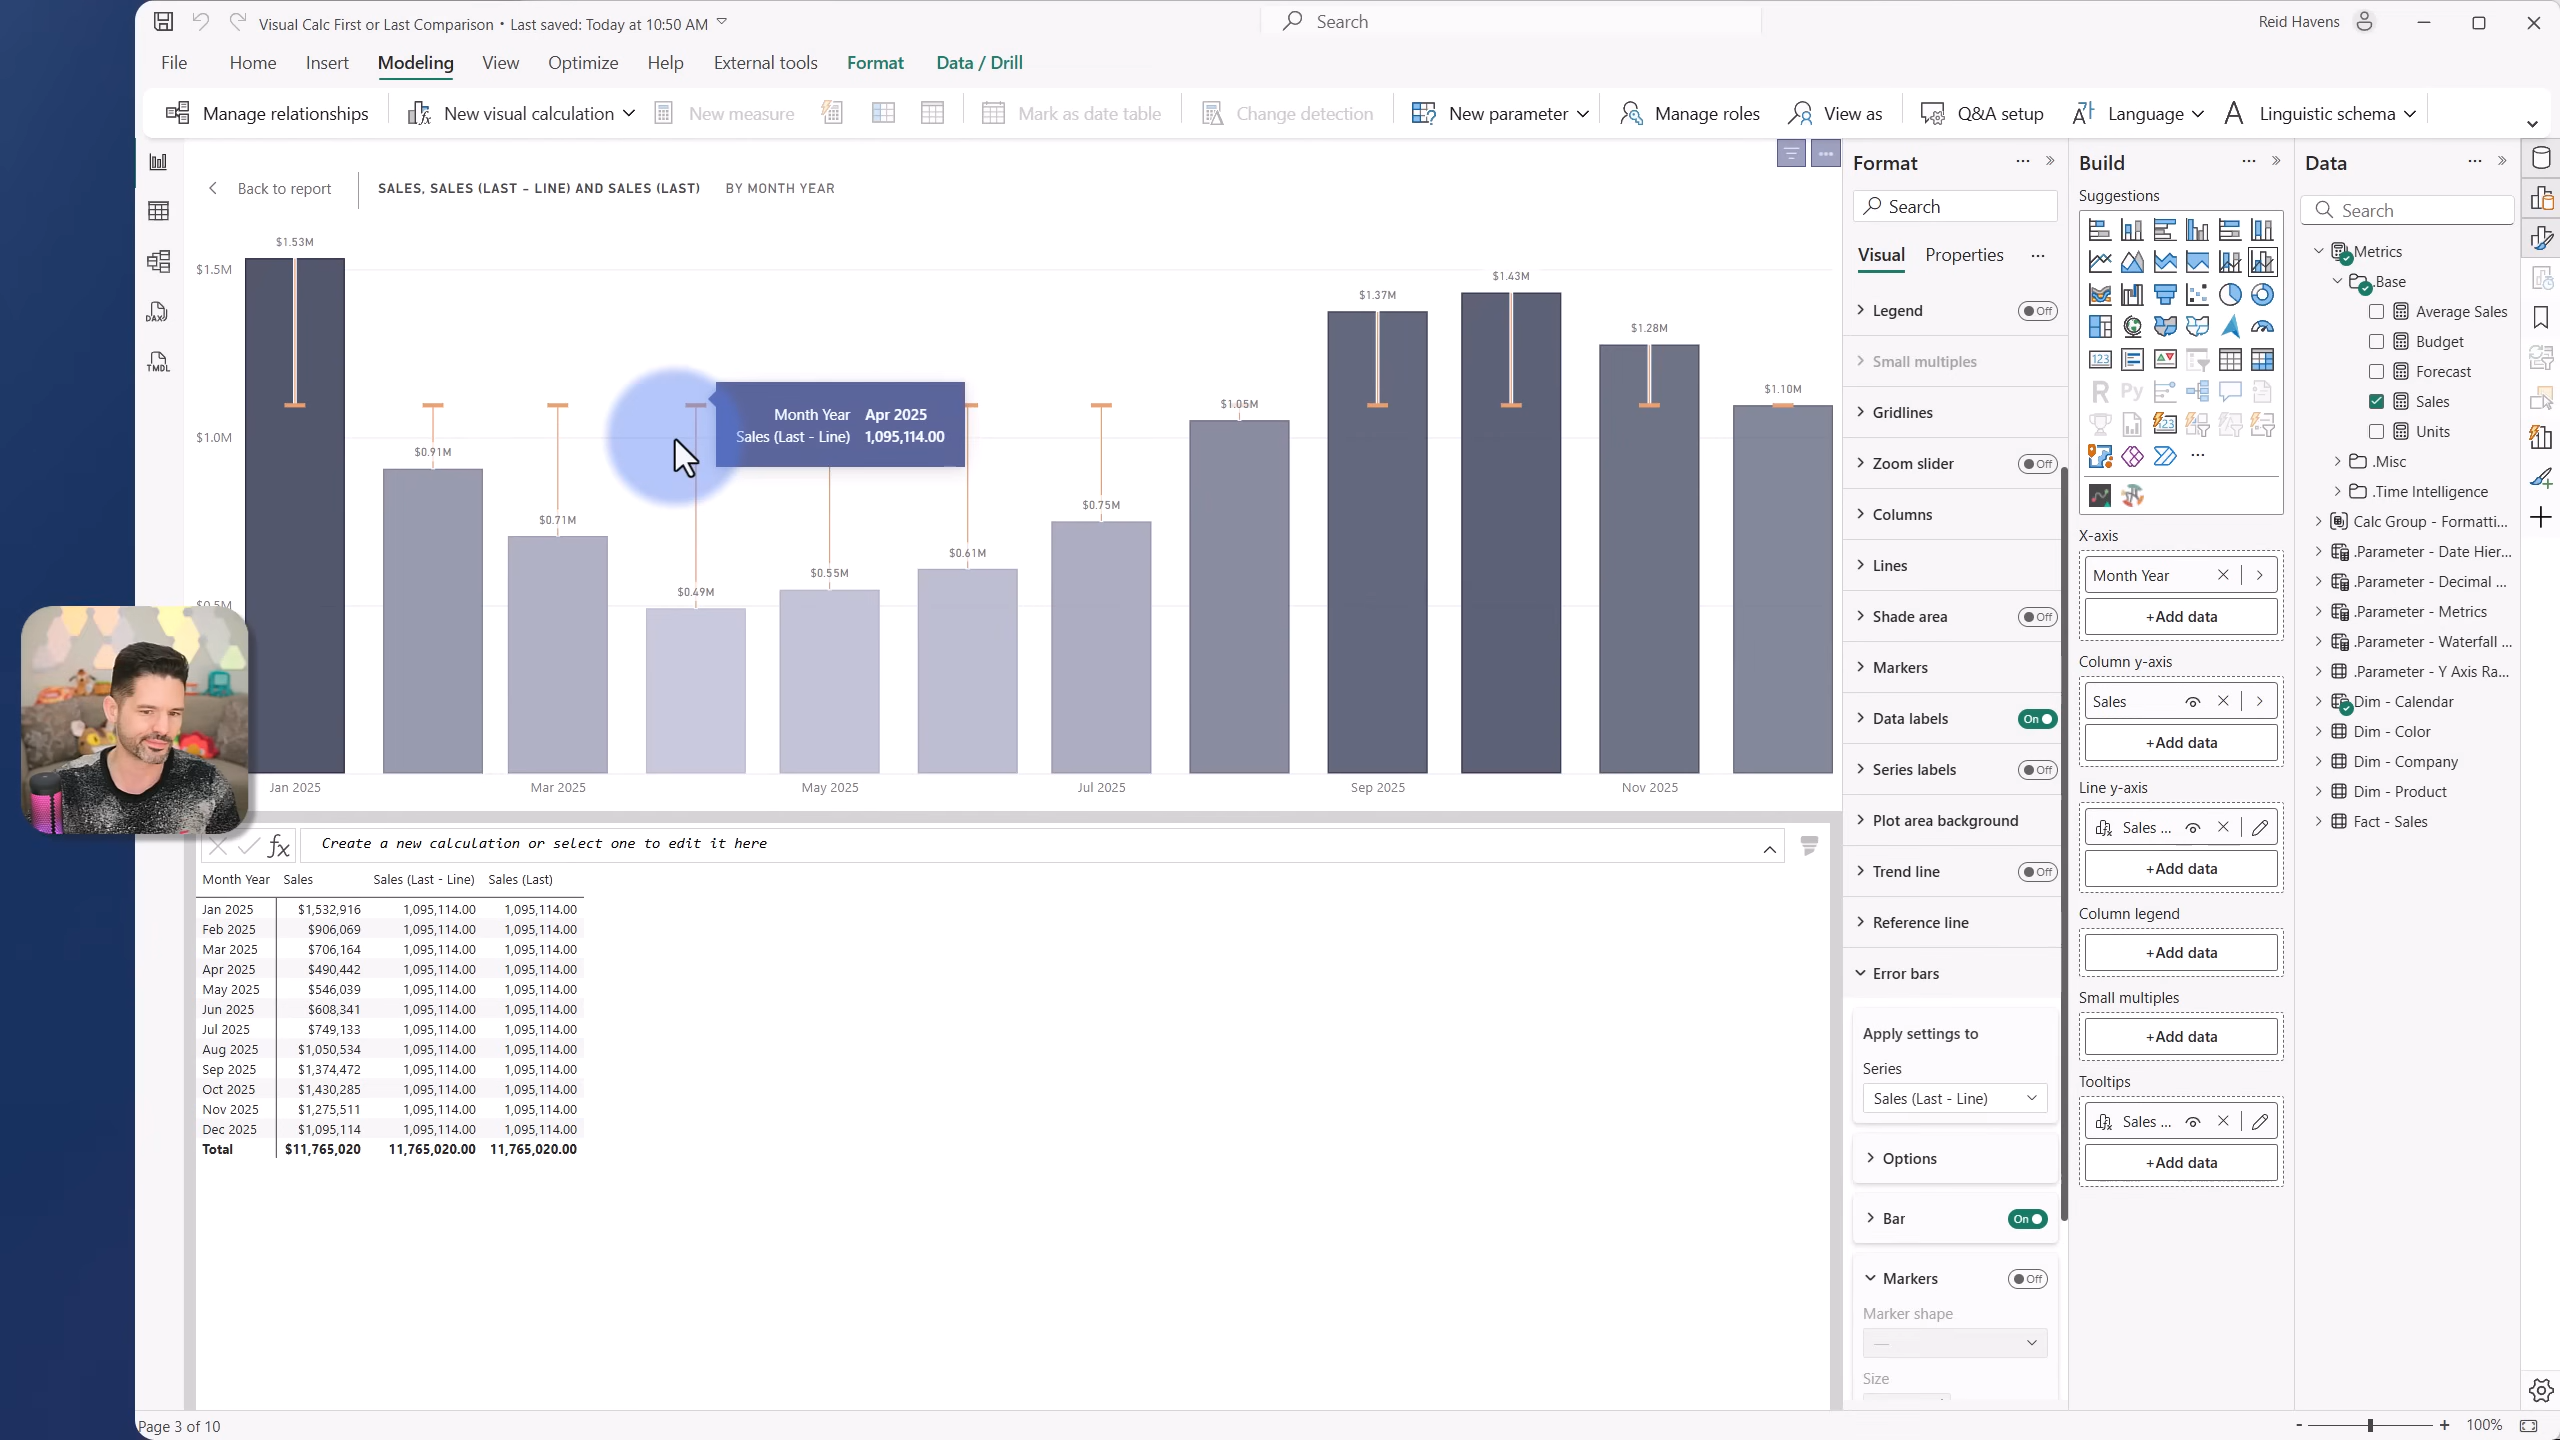 Visual Calc First or Last Comparison • Last saved: Today at 10:50 AM
Search
Reid Havens
File
Home
Insert
Modeling
View
Optimize
Help
External tools
Format
Data / Drill
Manage relationships
New visual calculation
New measure
Mark as date table
Change detection
New parameter
Manage roles
View as
Q&A setup
Language
Linguistic schema
Back to report
SALES, SALES (LAST - LINE) AND SALES (LAST)
BY MONTH YEAR
$1.5M
$1.0M
$0.5M
$1.53M
$0.91M
$0.71M
$0.49M
$0.55M
$0.61M
$0.75M
$1.05M
$1.37M
$1.43M
$1.28M
$1.10M
Month Year Apr 2025
Sales (Last - Line) 1,095,114.00
Jan 2025
Mar 2025
May 2025
Jul 2025
Sep 2025
Nov 2025
DAX
TMDL
Create a new calculation or select one to edit it here
Month Year Sales Sales (Last - Line) Sales (Last)
Jan 2025 $1,532,916 1,095,114.00 1,095,114.00
Feb 2025 $906,069 1,095,114.00 1,095,114.00
Mar 2025 $706,164 1,095,114.00 1,095,114.00
Apr 2025 $490,442 1,095,114.00 1,095,114.00
May 2025 $546,039 1,095,114.00 1,095,114.00
Jun 2025 $608,341 1,095,114.00 1,095,114.00
Jul 2025 $749,133 1,095,114.00 1,095,114.00
Aug 2025 $1,050,534 1,095,114.00 1,095,114.00
Sep 2025 $1,374,472 1,095,114.00 1,095,114.00
Oct 2025 $1,430,285 1,095,114.00 1,095,114.00
Nov 2025 $1,275,511 1,095,114.00 1,095,114.00
Dec 2025 $1,095,114 1,095,114.00 1,095,114.00
Total $11,765,020 11,765,020.00 11,765,020.00
Page 3 of 10
Format
Search
Visual
Properties
Legend Off
Small multiples
Gridlines
Zoom slider Off
Columns
Lines
Shade area Off
Markers
Data labels On
Series labels Off
Plot area background
Trend line Off
Reference line
Error bars
Apply settings to
Series
Sales (Last - Line)
Options
Bar On
Markers Off
Marker shape
Size
Build
Suggestions
123
R
Py
123
X-axis
Month Year
+Add data
Column y-axis
Sales
+Add data
Line y-axis
Sales ...
+Add data
Column legend
+Add data
Small multiples
+Add data
Tooltips
Sales ...
+Add data
Data
Search
Metrics
.Base
Average Sales
Budget
Forecast
Sales
Units
.Misc
.Time Intelligence
Calc Group - Formatti...
.Parameter - Date Hier...
.Parameter - Decimal ...
.Parameter - Metrics
.Parameter - Waterfall ...
.Parameter - Y Axis Ra...
Dim - Calendar
Dim - Color
Dim - Company
Dim - Product
Fact - Sales
100%